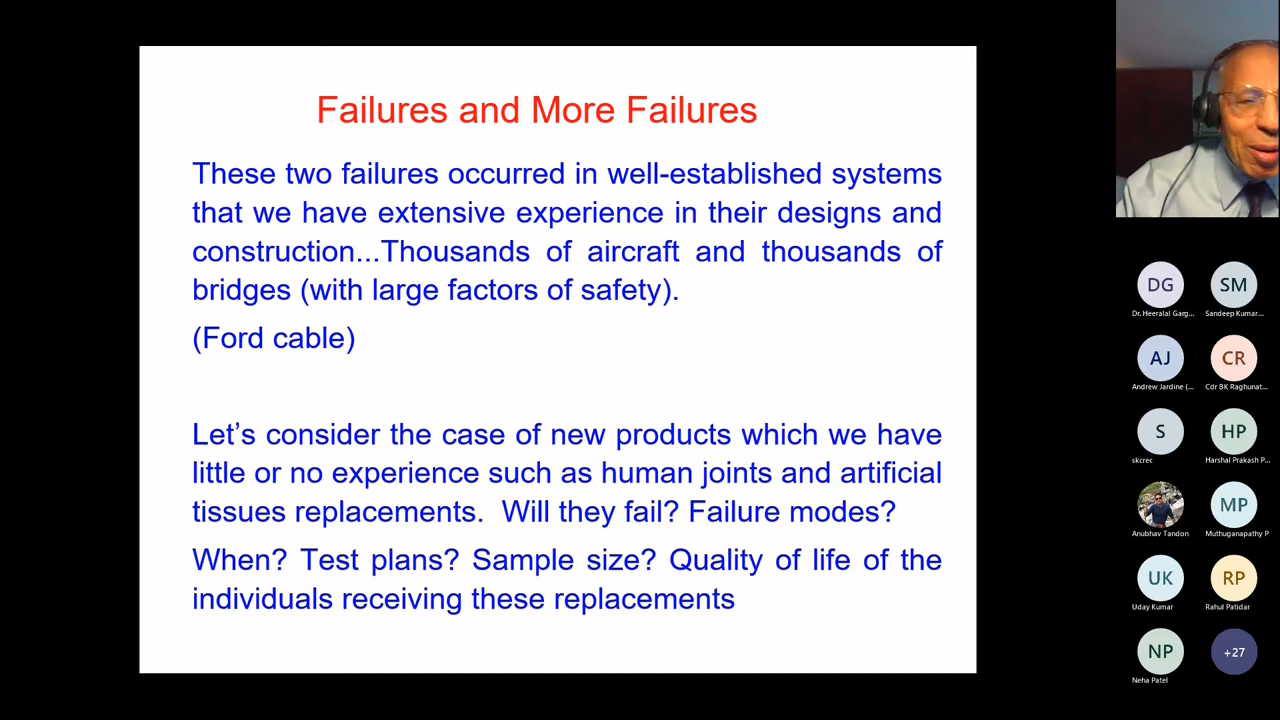 Failures and More Failures
These two failures occurred in well-established systems
that we have extensive experience in their designs and
construction...Thousands of aircraft and thousands of
bridges (with large factors of safety).
(Ford cable)
Let's consider the case of new products which we have
little or no experience such as human joints and artificial
tissues replacements.  Will they fail? Failure modes?
When? Test plans? Sample size? Quality of life of the
individuals receiving these replacements
DG
SM
Dr. Heeralal Garg...
Sandeep Kumar...
AJ
CR
Andrew Jardine (...
Cdr BK Raghunat...
S
HP
skcrec
Harshal Prakash P...
MP
Anubhav Tandon
Muthuganapathy P
UK
RP
Uday Kumar
Rahul Patidar
NP
+27
Neha Patel